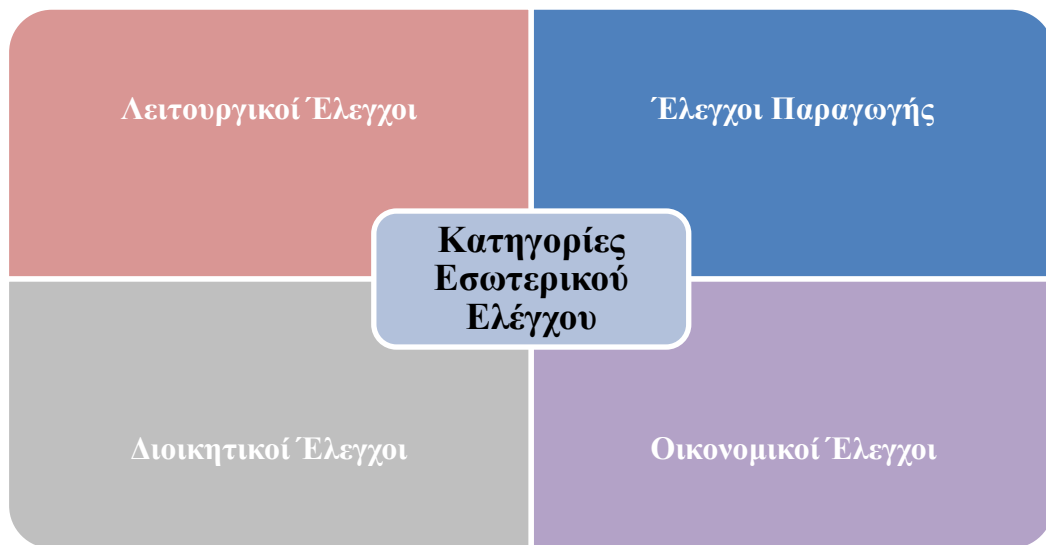 Λειτουργικοί Έλεγχοι
Έλεγχοι Παραγωγής
Κατηγορίες
Εσωτερικού
Ελέγχου
Διοικητικοί Έλεγχοι
Οικονομικοί Έλεγχοι